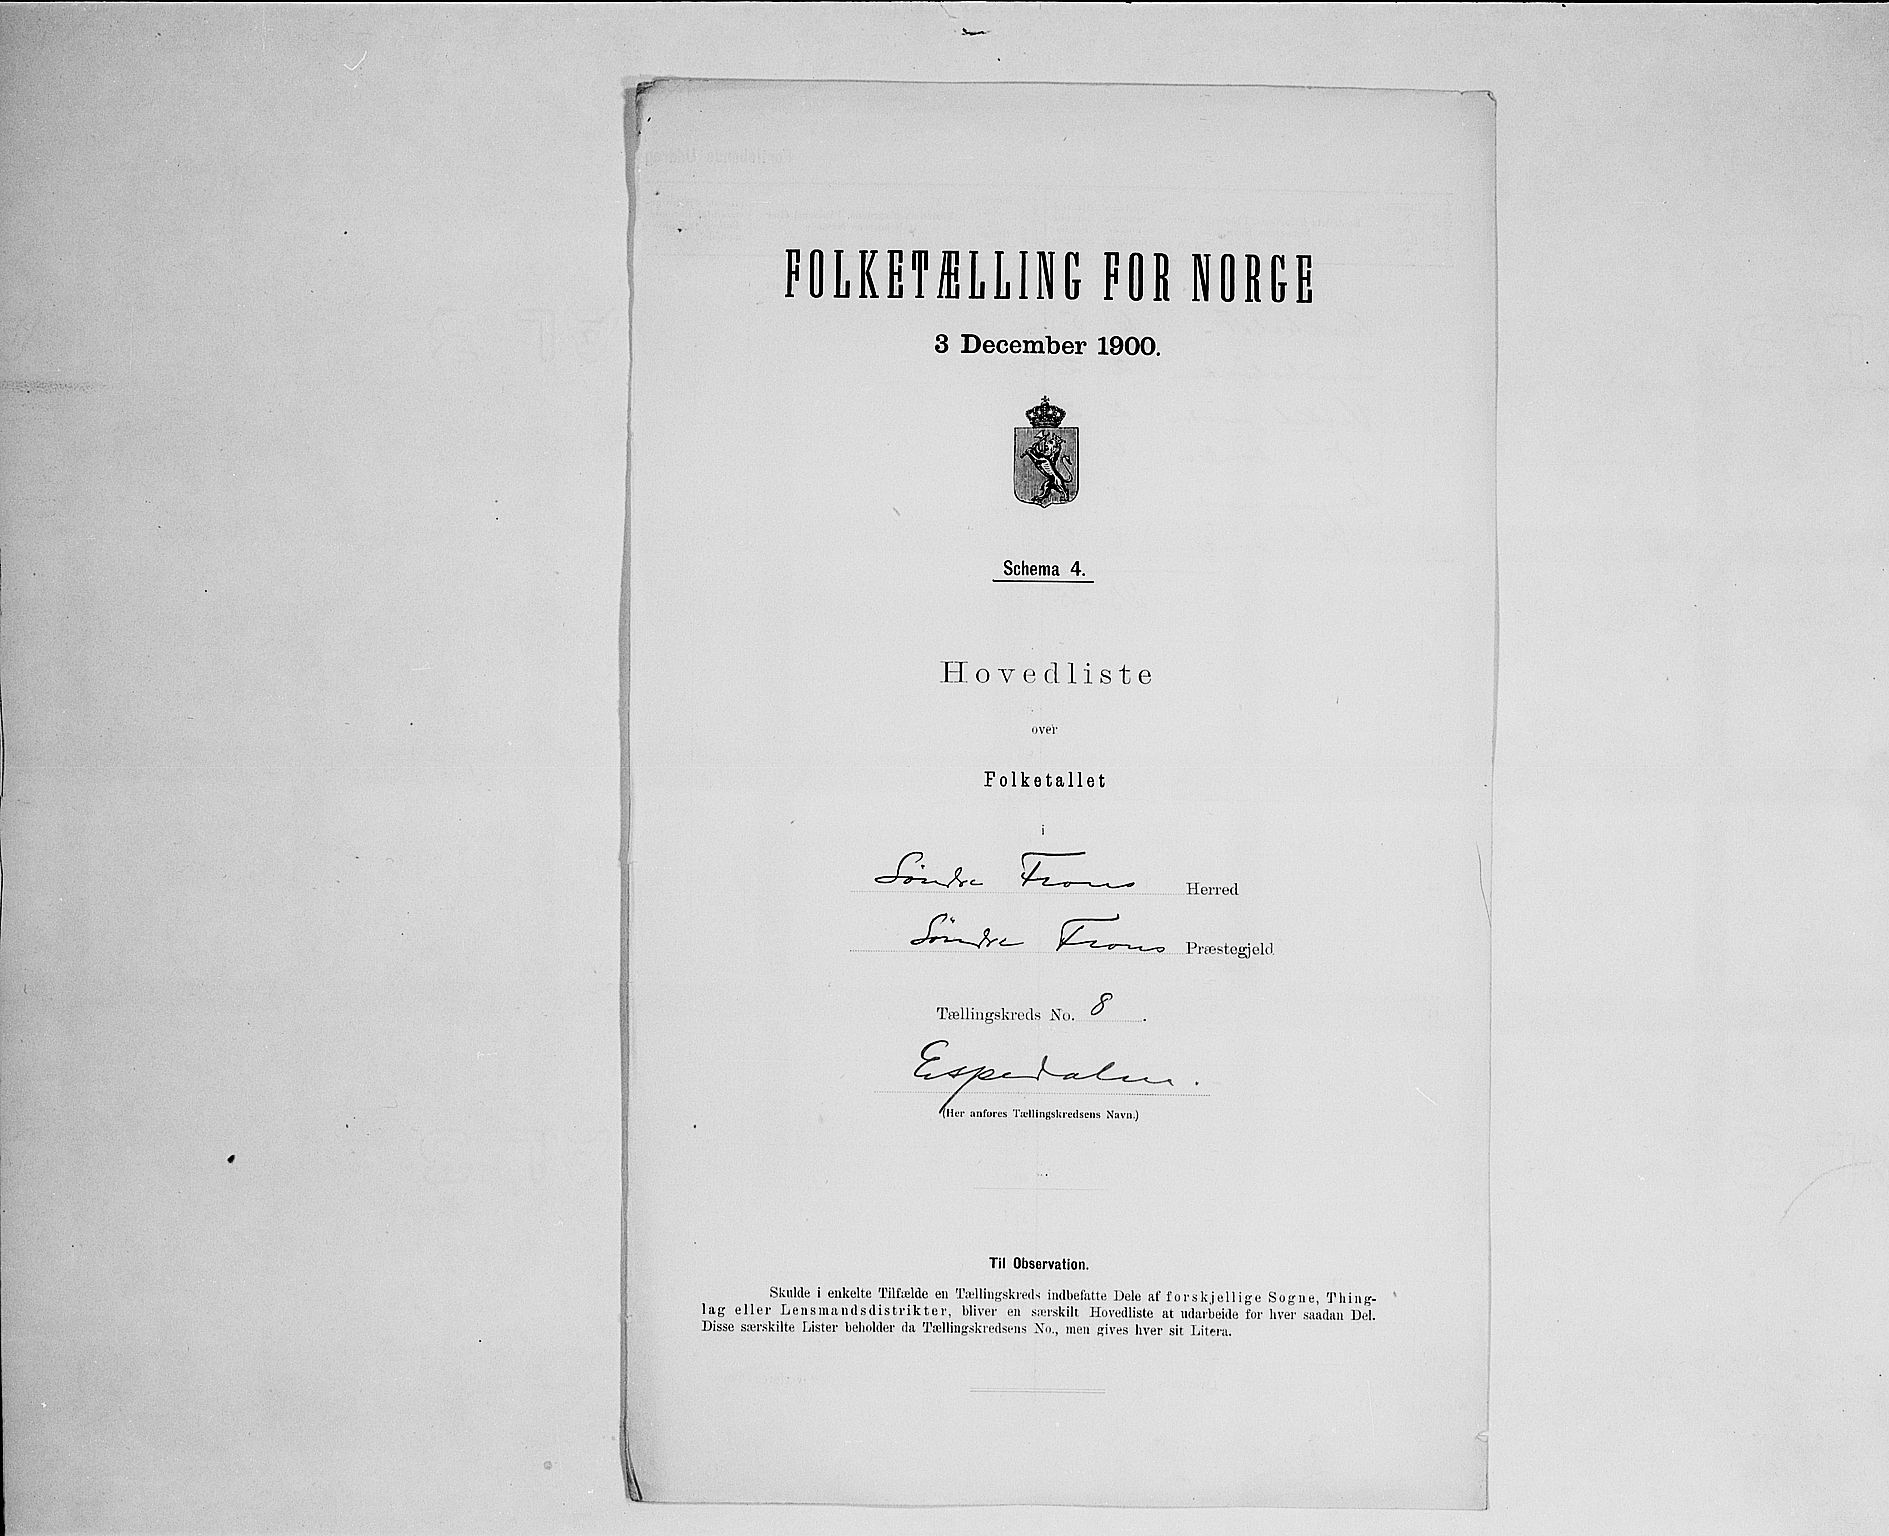 FOLKETÆLLING FOR NORGE
3 December 1900.
Schema 4.
Hovedliste
over
Folketallet
i
Søndre Frons Herred
Søndre Frons Præstegjeld
Tællingskreds No. 8.
Espedalen.
(Her anføres Tællingskredsens Navn.)
Til Observation.
Skulde i enkelte Tilfælde en Tællingskreds indbefatte Dele af forskjellige Sogne, Thing-
lag eller Lensmandsdistrikter, bliver en særskilt Hovedliste at udarbeide for hver saadan Del.
Disse særskilte Lister beholder da Tællingskredsens No., men gives hver sit Litera.